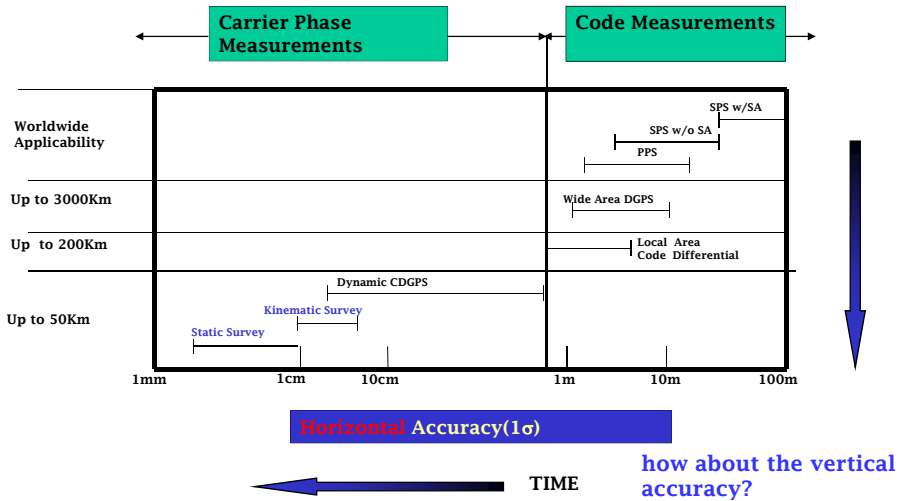 Carrier Phase
Measurements
Code Measurements
SPS w/SA
Worldwide
Applicability
SPS w/o SA
PPS
Up to 3000Km
Wide Area DGPS
Up to 200Km
Local Area
Code Differential
Dynamic CDGPS
Kinematic Survey
Up to 50Km
Static Survey
1mm
1cm
10cm
1m
10m
100m
Horizontal Accuracy(1σ)
TIME
how about the vertical
accuracy?